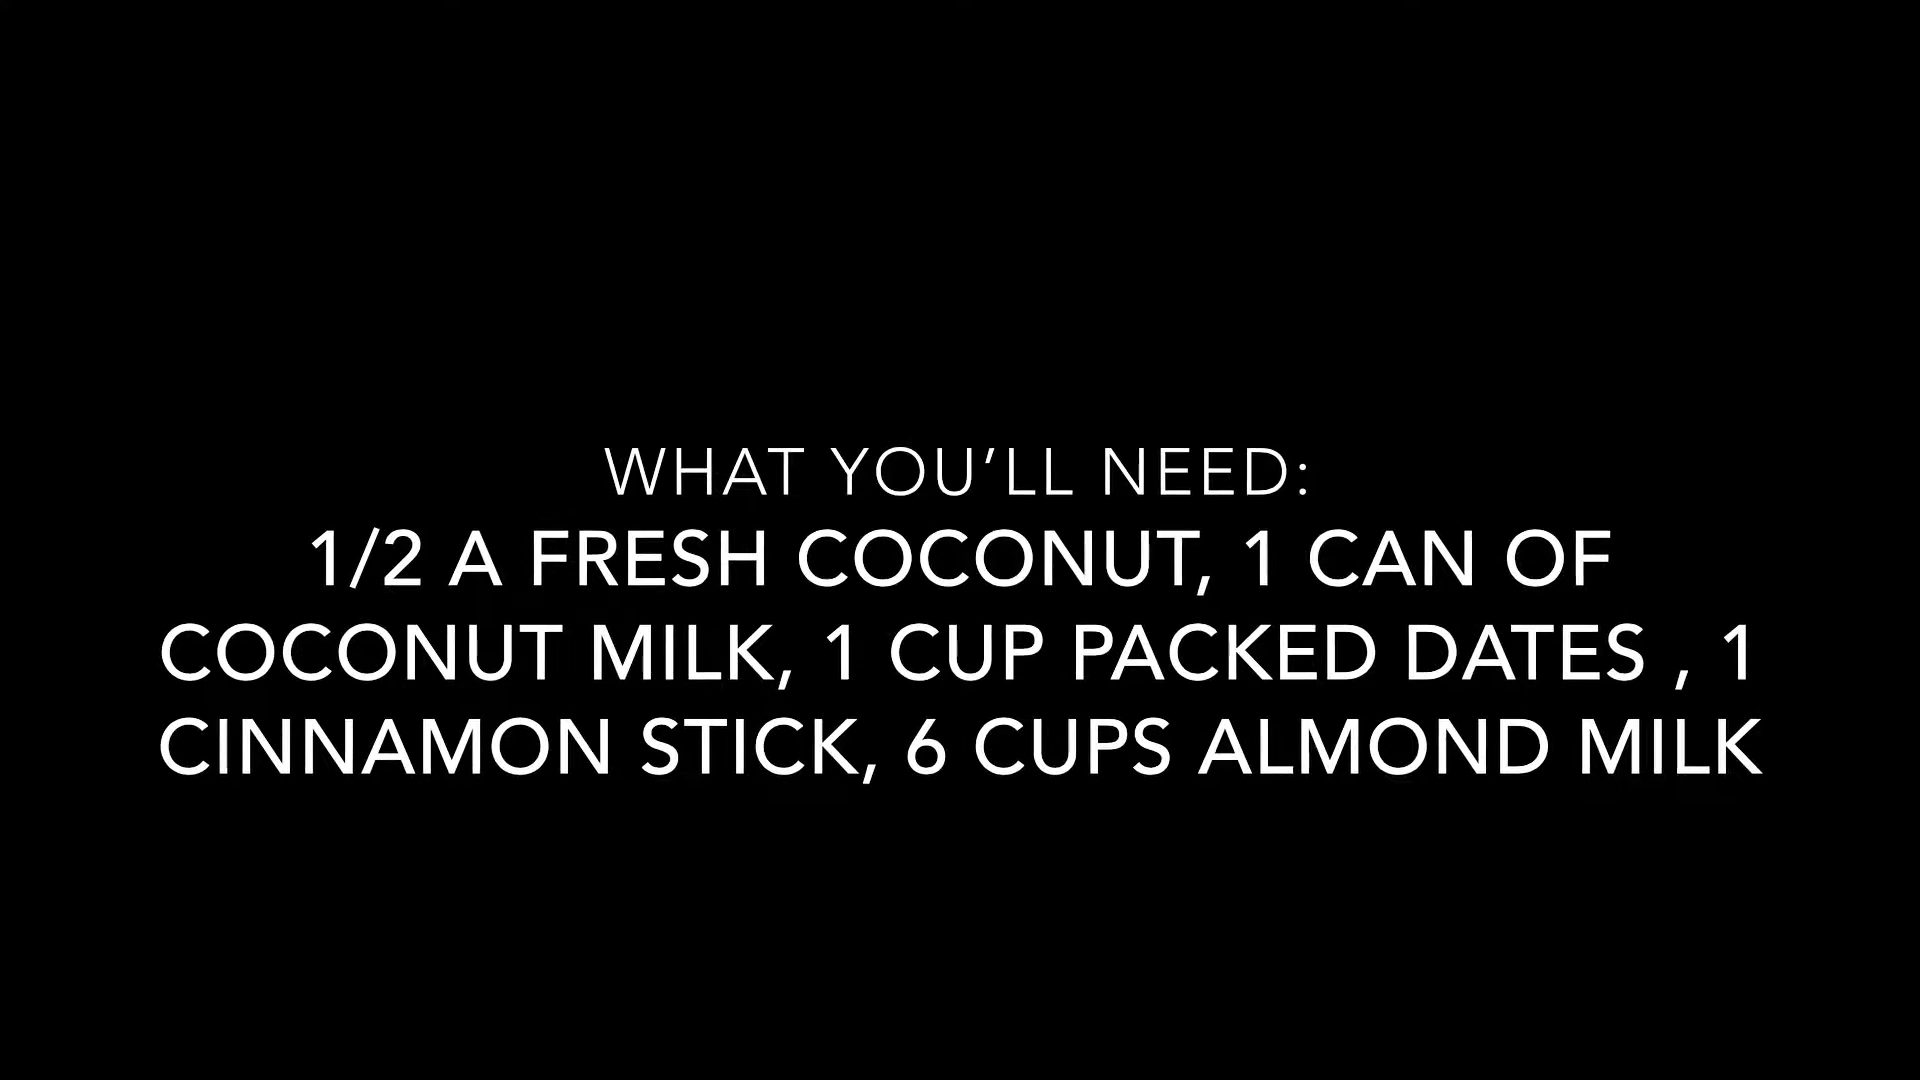 WHAT YOU’LL NEED:
1/2 A FRESH COCONUT, 1 CAN OF
COCONUT MILK, 1 CUP PACKED DATES , 1
CINNAMON STICK, 6 CUPS ALMOND MILK